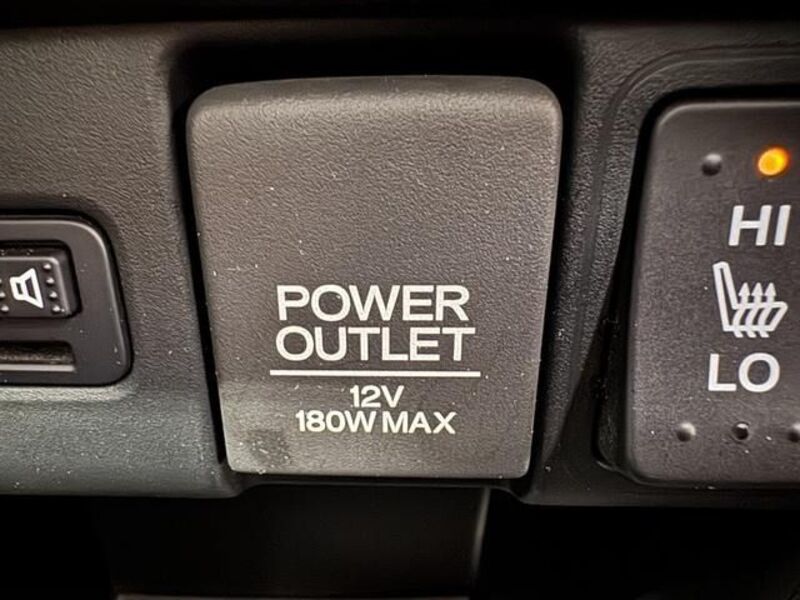 POWER
OUTLET
12V
180W MAX
HI
LO